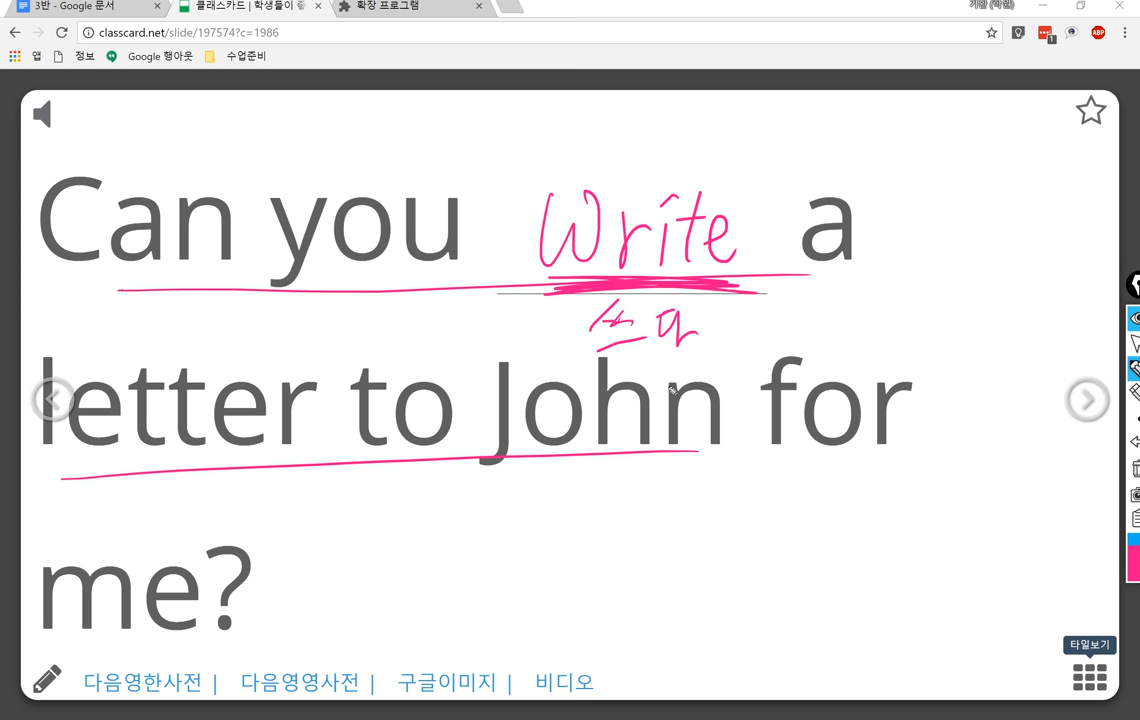 3반 - Google 문서
클래스카드 | 학생들이 좋
확장 프로그램
classcard.net/slide/197574?c=1986
앱
정보
Google 행아웃
수업준비
ABP
1
Can you Write a
쓰다
letter to John for
me?
타일보기
다음영한사전 | 다음영영사전 | 구글이미지 | 비디오